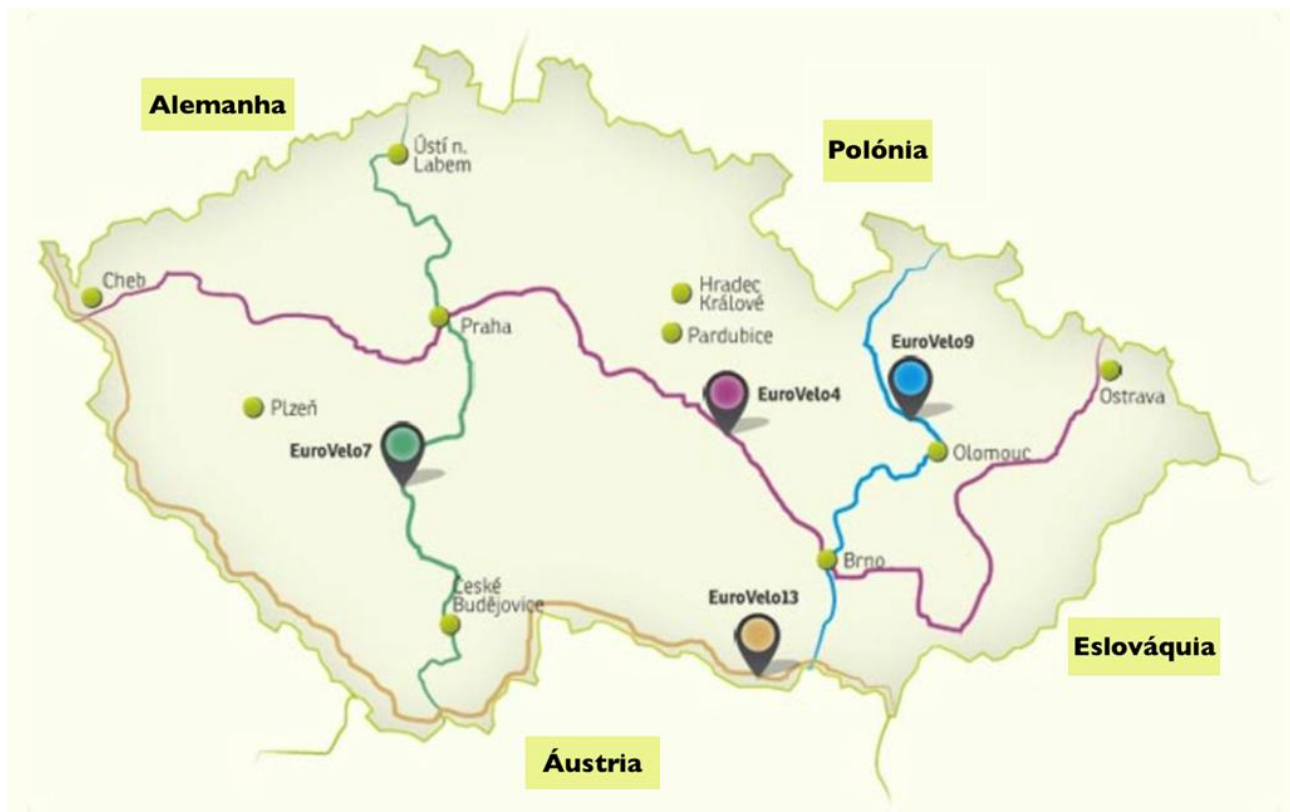 Alemanha
Polónia
Ústí n.
Labem
Cheb
Hradec
Králové
Praha
Pardubice
EuroVelo9
EuroVelo4
Ostrava
Plzeň
EuroVelo7
Olomouc
Brno
České
Budějovice
EuroVelo13
Eslováquia
Áustria